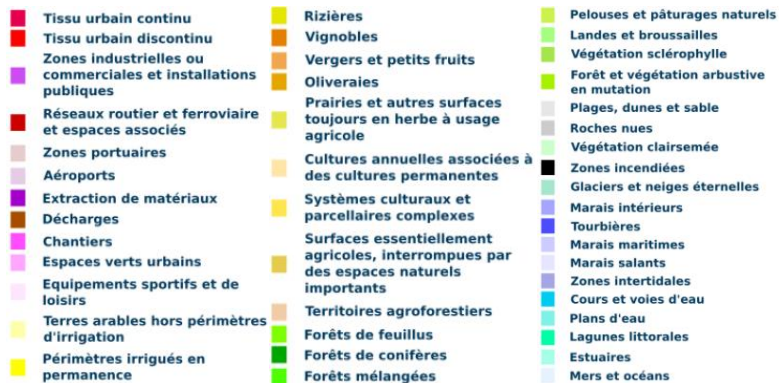 Tissu urbain continu
Tissu urbain discontinu
Zones industrielles ou
commerciales et installations
publiques
Réseaux routier et ferroviaire
et espaces associés
Zones portuaires
Aéroports
Extraction de matériaux
Décharges
Chantiers
Espaces verts urbains
Equipements sportifs et de
loisirs
Terres arables hors périmètres
d'irrigation
Périmètres irrigués en
permanence
Rizières
Vignobles
Vergers et petits fruits
Oliveraies
Prairies et autres surfaces
toujours en herbe à usage
agricole
Cultures annuelles associées à
des cultures permanentes
Systèmes culturaux et
parcellaires complexes
Surfaces essentiellement
agricoles, interrompues par
des espaces naturels
importants
Territoires agroforestiers
Forêts de feuillus
Forêts de conifères
Forêts mélangées
Pelouses et pâturages naturels
Landes et broussailles
Végétation sclérophylle
Forêt et végétation arbustive
en mutation
Plages, dunes et sable
Roches nues
Végétation clairsemée
Zones incendiées
Glaciers et neiges éternelles
Marais intérieurs
Tourbières
Marais maritimes
Marais salants
Zones intertidales
Cours et voies d'eau
Plans d'eau
Lagunes littorales
Estuaires
Mers et océans